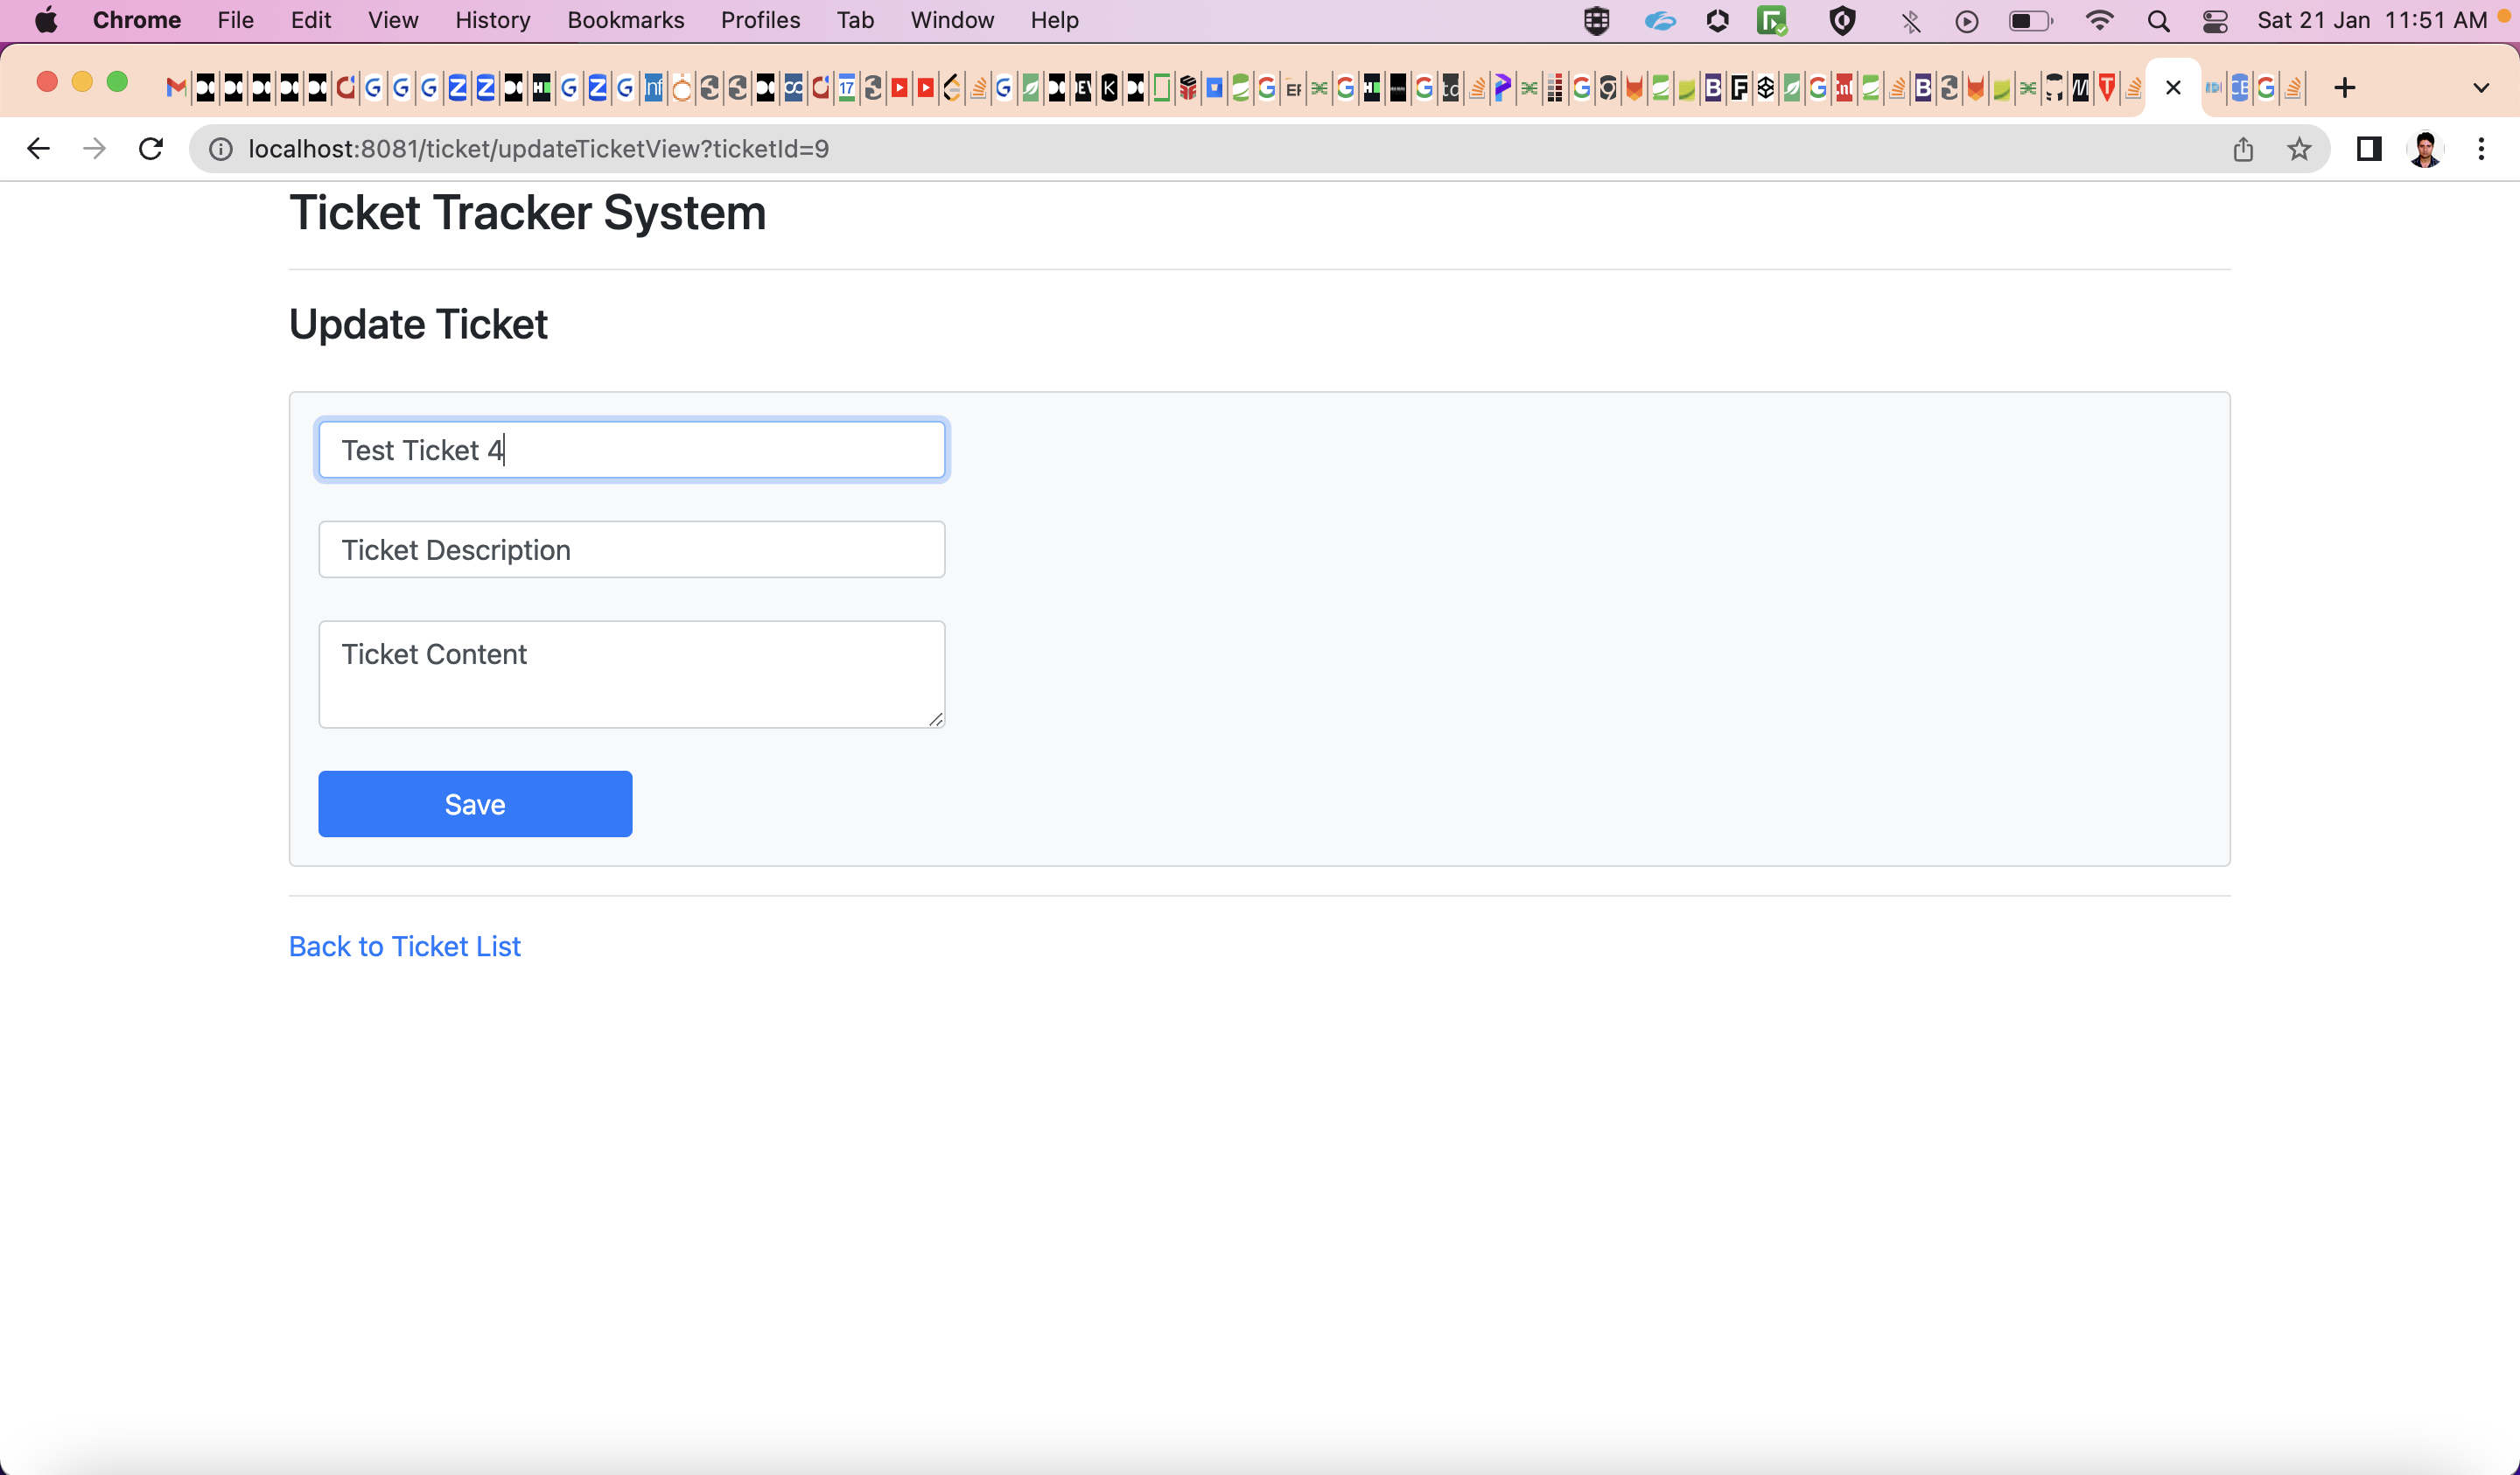 Chrome File Edit View History Bookmarks Profiles Tab Window Help Sat 21 Jan 11:51 AM
localhost:8081/ticket/updateTicketView?ticketId=9
Ticket Tracker System
Update Ticket
Test Ticket 4
Ticket Description
Ticket Content
Save
Back to Ticket List